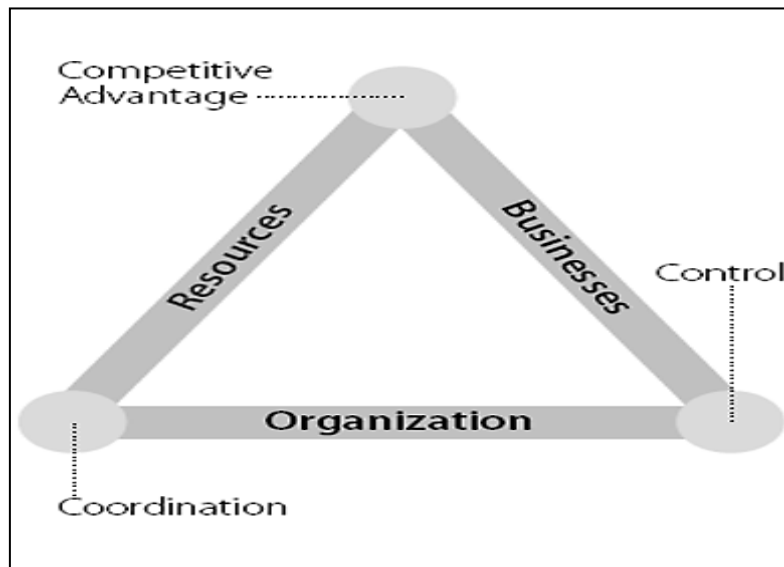 Competitive
Advantage
Resources
Businesses
Control
Organization
Coordination